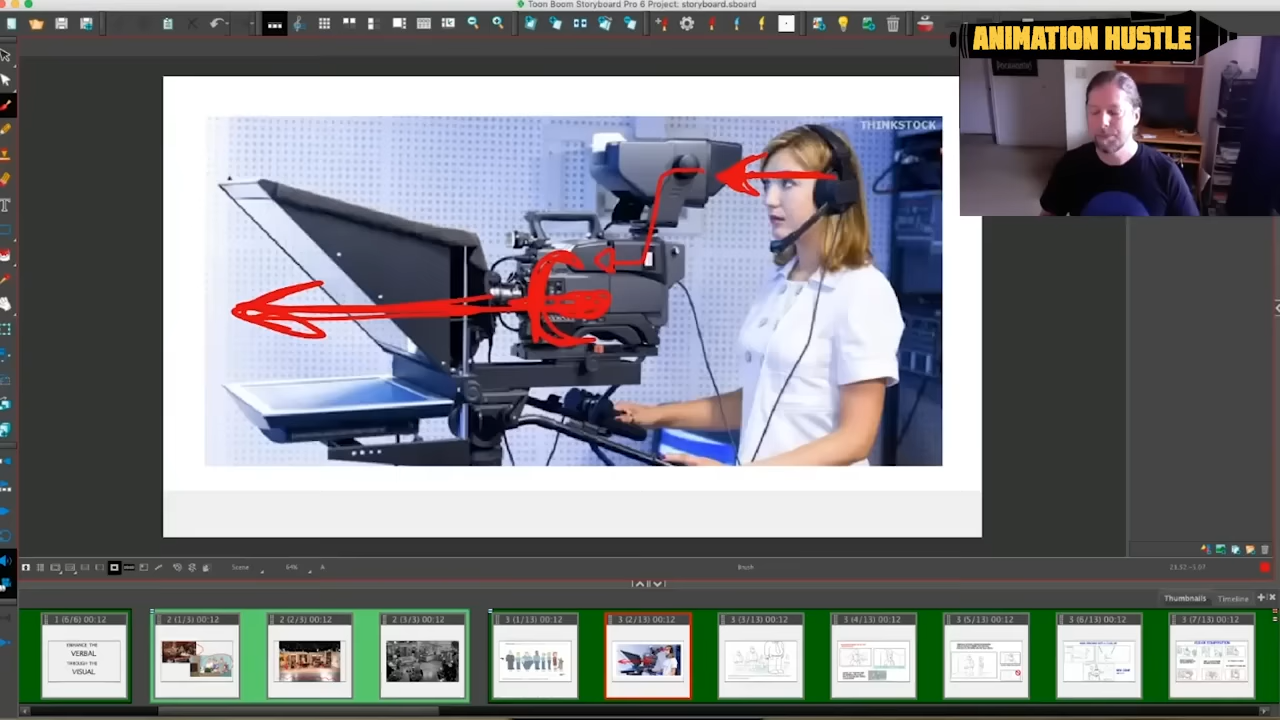 Toon Boom Storyboard Pro 6 Project: storyboard.sboard
ANIMATION HUSTLE
THINKSTOCK
Scene
64%
Brush
Thumbnails
Timeline
1 (6/6) 00:12
2 (1/3) 00:12
2 (2/3) 00:12
2 (3/3) 00:12
3 (1/13) 00:12
3 (2/13) 00:12
3 (3/13) 00:12
3 (4/13) 00:12
3 (5/13) 00:12
3 (6/13) 00:12
3 (7/13) 00:12
ENHANCE THE
VERBAL
THROUGH THE
VISUAL